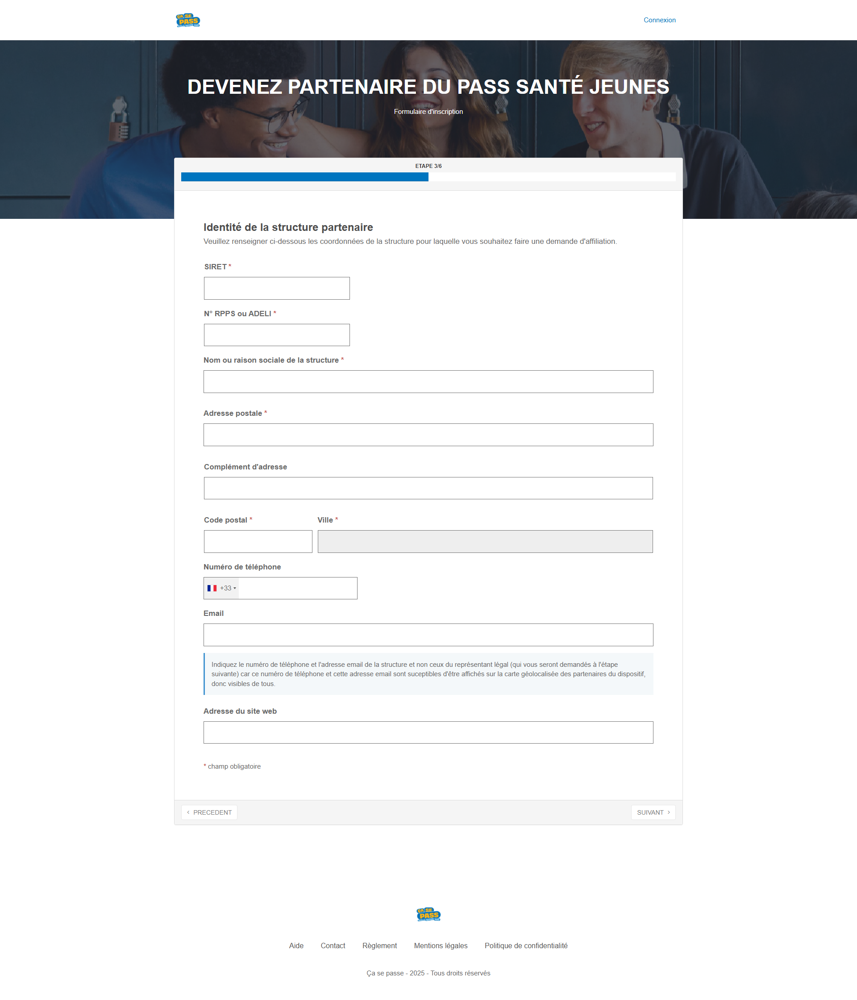 ÇA SE
PASS
Connexion
DEVENEZ PARTENAIRE DU PASS SANTÉ JEUNES
Formulaire d'inscription
ETAPE 3/6
Identité de la structure partenaire
Veuillez renseigner ci-dessous les coordonnées de la structure pour laquelle vous souhaitez faire une demande d'affiliation.
SIRET *
N° RPPS ou ADELI *
Nom ou raison sociale de la structure *
Adresse postale *
Complément d'adresse
Code postal * Ville *
Numéro de téléphone
+33
Email
Indiquez le numéro de téléphone et l'adresse email de la structure et non ceux du représentant légal (qui vous seront demandés à l'étape
suivante) car ce numéro de téléphone et cette adresse email sont suceptibles d'être affichés sur la carte géolocalisée des partenaires du dispositif,
donc visibles de tous.
Adresse du site web
* champ obligatoire
PRECEDENT SUIVANT
ÇA SE
PASS
Aide Contact Règlement Mentions légales Politique de confidentialité
Ça se passe - 2025 - Tous droits réservés